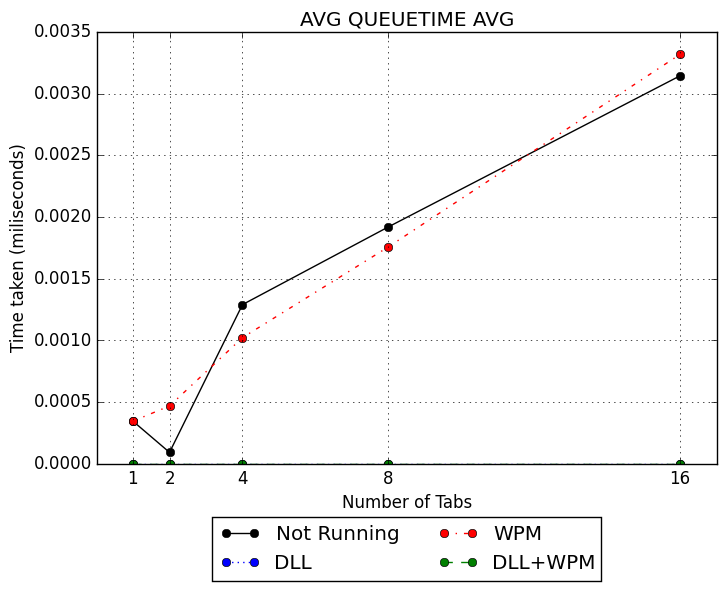 AVG QUEUETIME AVG
0.0035
0.0030
0.0025
0.0020
0.0015
0.0010
0.0005
0.0000
Time taken (miliseconds)
1 2 4 8 16
Number of Tabs
Not Running WPM
DLL DLL+WPM